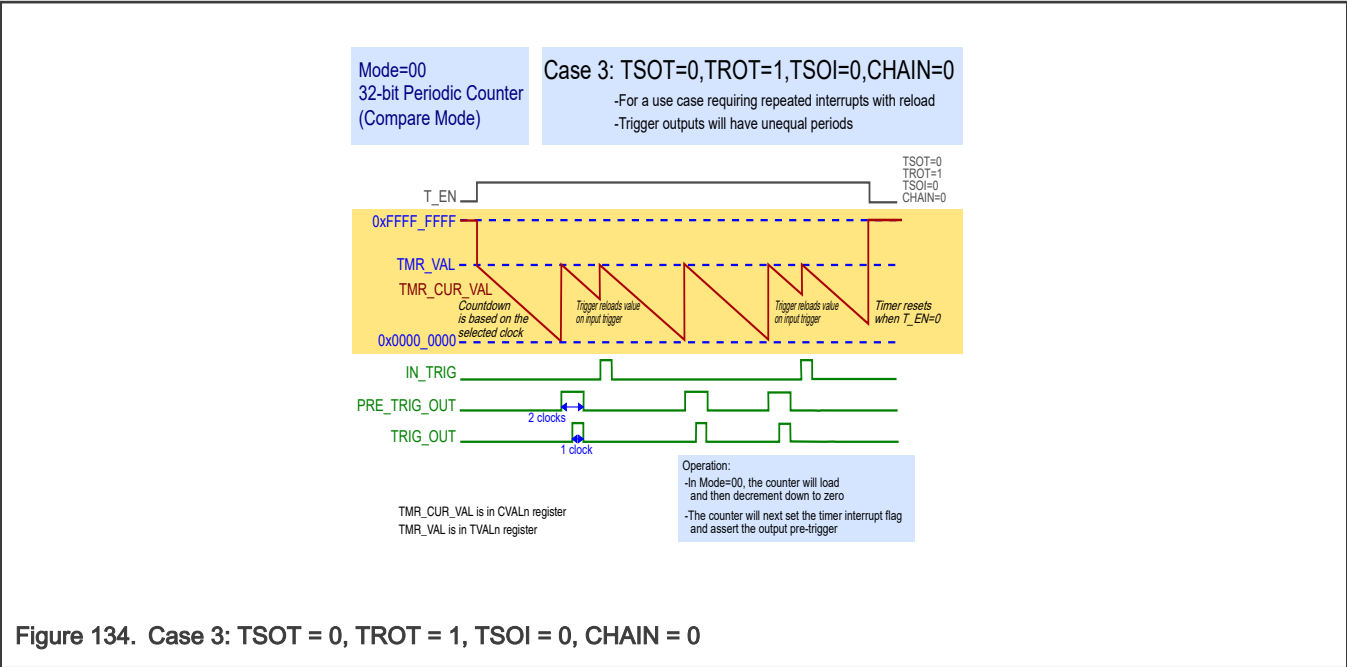 Mode=00
32-bit Periodic Counter
(Compare Mode)
Case 3: TSOT=0,TROT=1,TSOI=0,CHAIN=0
-For a use case requiring repeated interrupts with reload
-Trigger outputs will have unequal periods
TSOT=0
TROT=1
TSOI=0
CHAIN=0
T_EN
0xFFFF_FFFF
TMR_VAL
TMR_CUR_VAL
Countdown
is based on the
selected clock
Trigger reloads value
on input trigger
Trigger reloads value
on input trigger
Timer resets
when T_EN=0
0x0000_0000
IN_TRIG
PRE_TRIG_OUT
2 clocks
TRIG_OUT
1 clock
Operation:
-In Mode=00, the counter will load
and then decrement down to zero
-The counter will next set the timer interrupt flag
and assert the output pre-trigger
TMR_CUR_VAL is in CVALn register
TMR_VAL is in TVALn register
Figure 134. Case 3: TSOT = 0, TROT = 1, TSOI = 0, CHAIN = 0